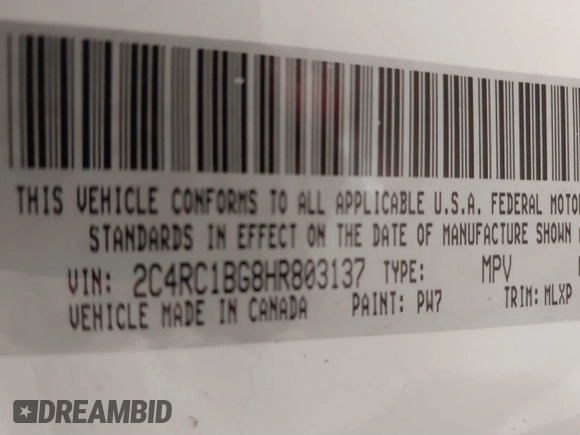 THIS VEHICLE CONFORMS TO ALL APPLICABLE U.S.A. FEDERAL MOTO
STANDARDS IN EFFECT ON THE DATE OF MANUFACTURE SHOWN
VIN: 2C4RC1BG8HR803137 TYPE: MPV
VEHICLE MADE IN CANADA PAINT: PW7 TRIM: MLXP
DREAMBID